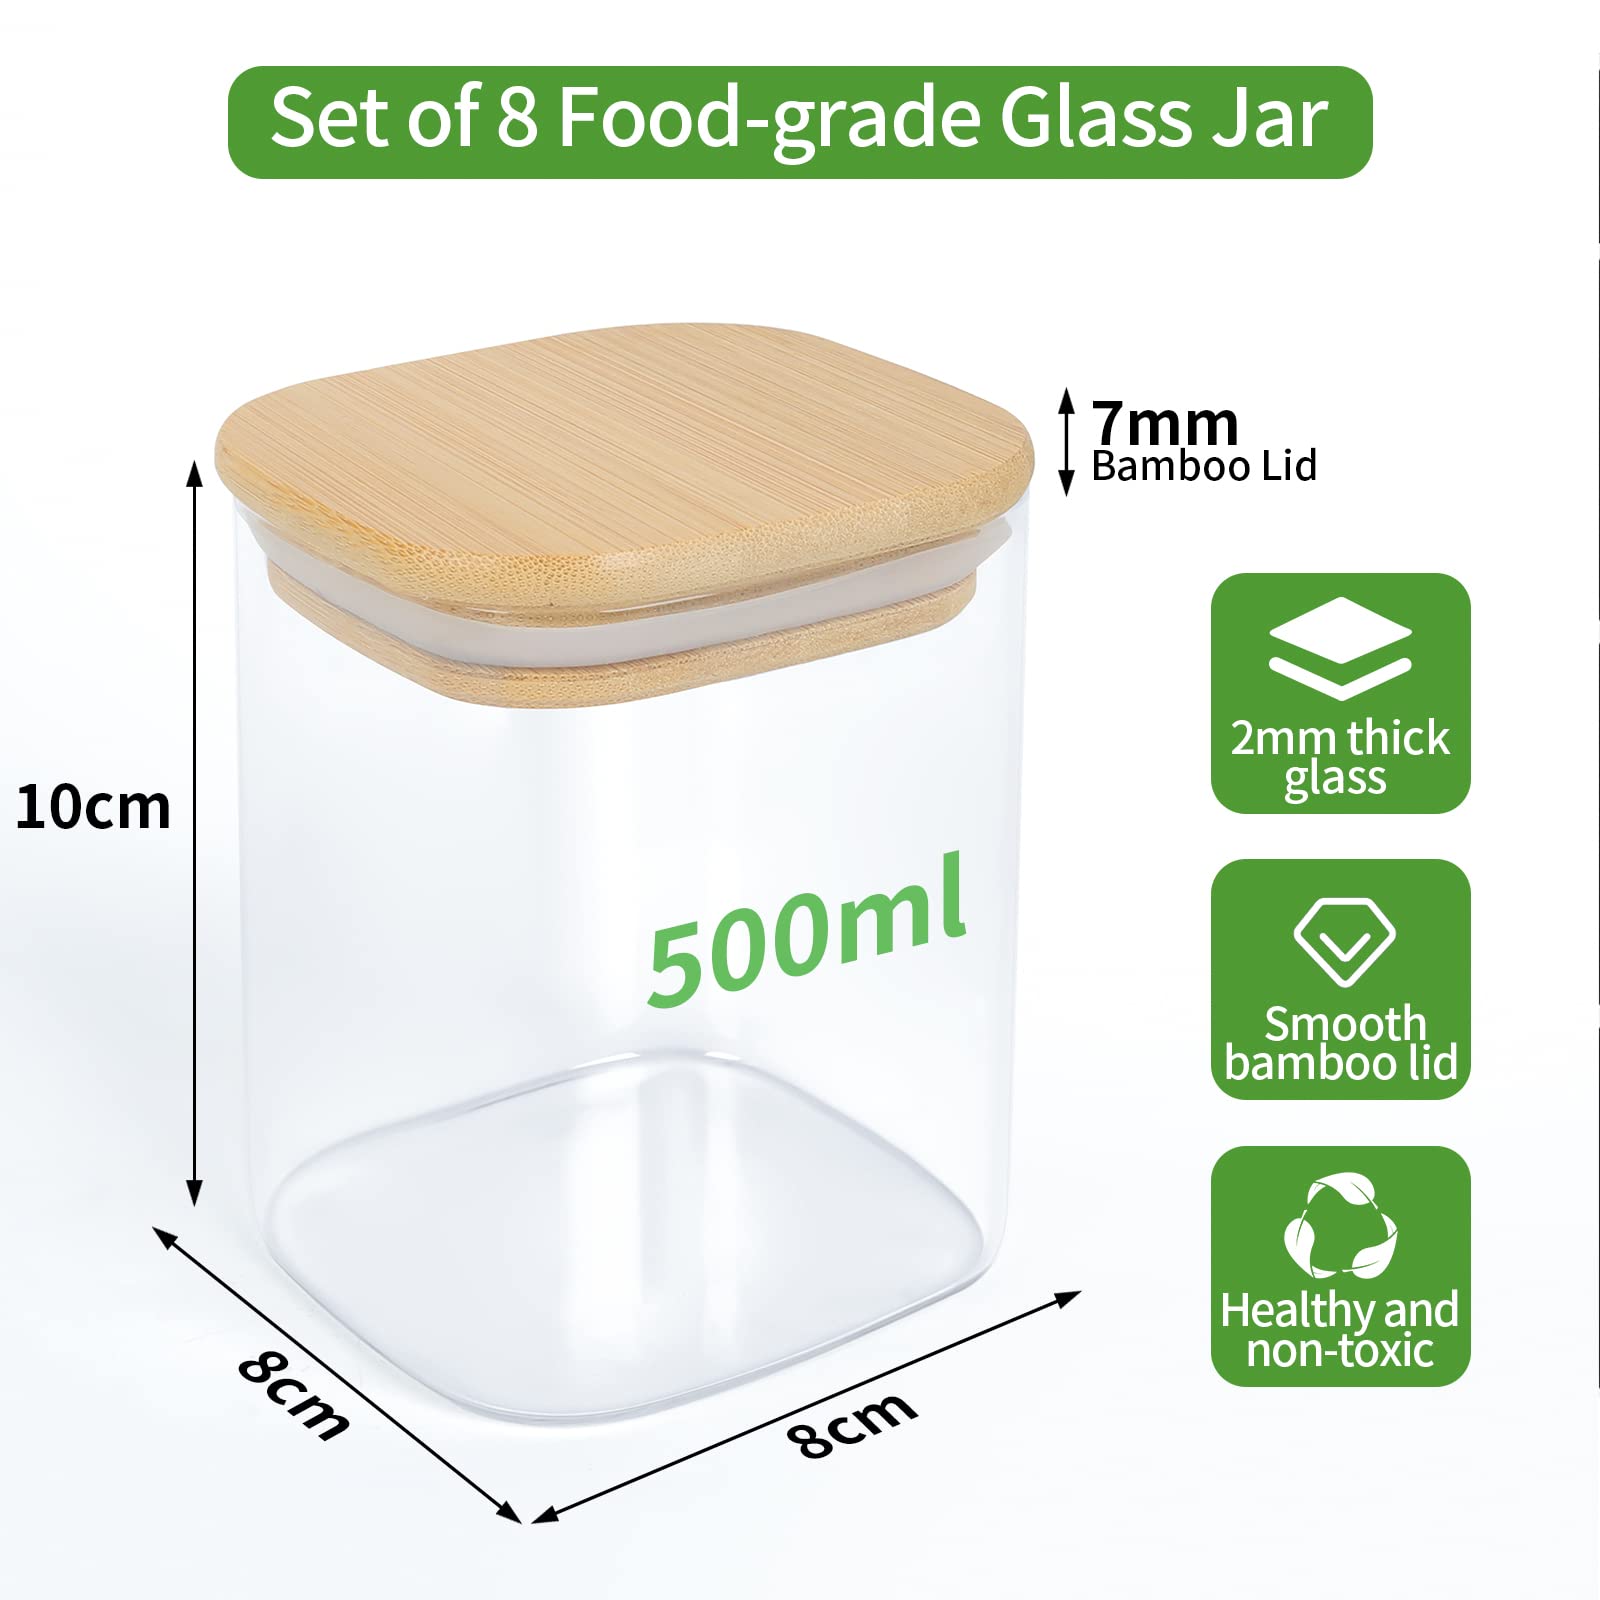 Set of 8 Food-grade Glass Jar
7mm
Bamboo Lid
10cm
2mm thick
glass
500ml
Smooth
bamboo lid
Healthy and
non-toxic
8cm
8cm